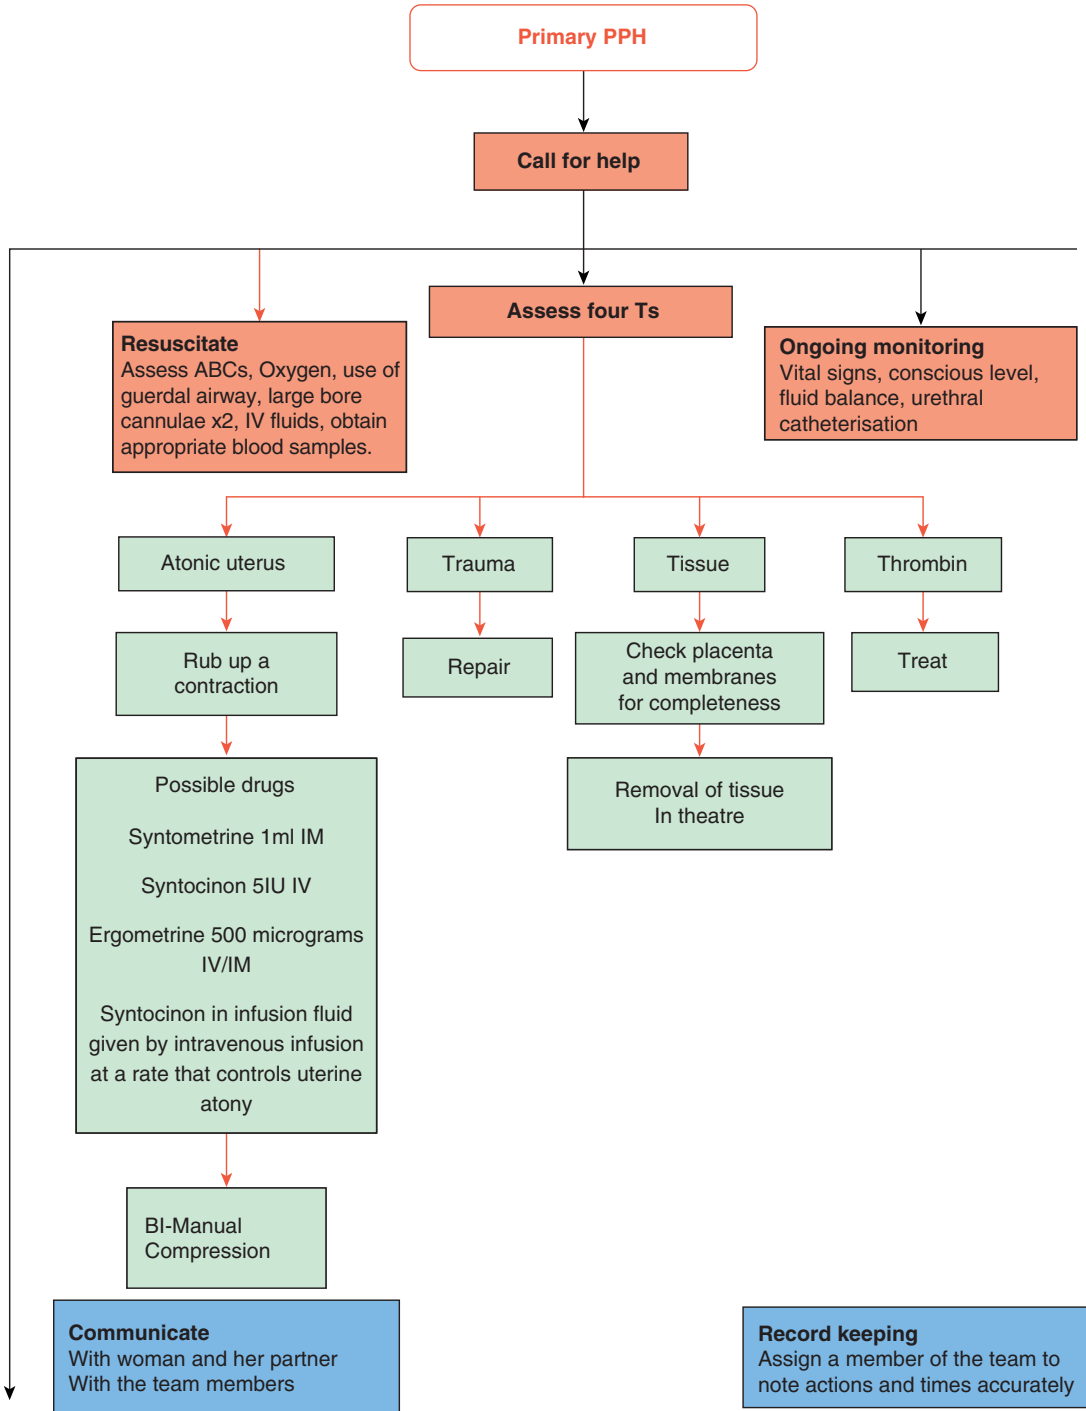 Primary PPH
Call for help
Assess four Ts
Resuscitate
Assess ABCs, Oxygen, use of
guerdal airway, large bore
cannulae x2, IV fluids, obtain
appropriate blood samples.
Ongoing monitoring
Vital signs, conscious level,
fluid balance, urethral
catheterisation
Atonic uterus
Trauma
Tissue
Thrombin
Rub up a
contraction
Repair
Check placenta
and membranes
for completeness
Treat
Possible drugs
Syntometrine 1ml IM
Syntocinon 5IU IV
Ergometrine 500 micrograms
IV/IM
Syntocinon in infusion fluid
given by intravenous infusion
at a rate that controls uterine
atony
Removal of tissue
In theatre
BI-Manual
Compression
Communicate
With woman and her partner
With the team members
Record keeping
Assign a member of the team to
note actions and times accurately